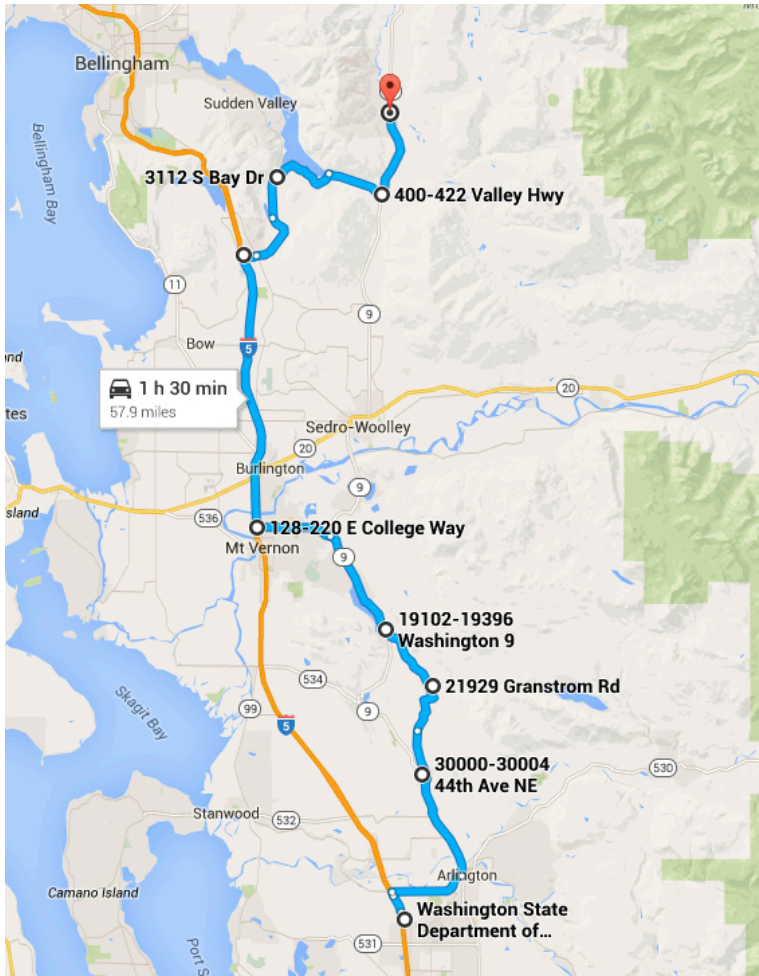 Bellingham
Sudden Valley
Bellingham Bay
3112 S Bay Dr
400-422 Valley Hwy
11
9
Bow
5
1 h 30 min
57.9 miles
20
Sedro-Woolley
20
Burlington
9
536
128-220 E College Way
Mt Vernon
9
19102-19396
Washington 9
21929 Granstrom Rd
534
Skagit Bay
99
9
5
30000-30004
44th Ave NE
530
Stanwood
532
Arlington
Camano Island
Washington State
Department of...
531
Port S